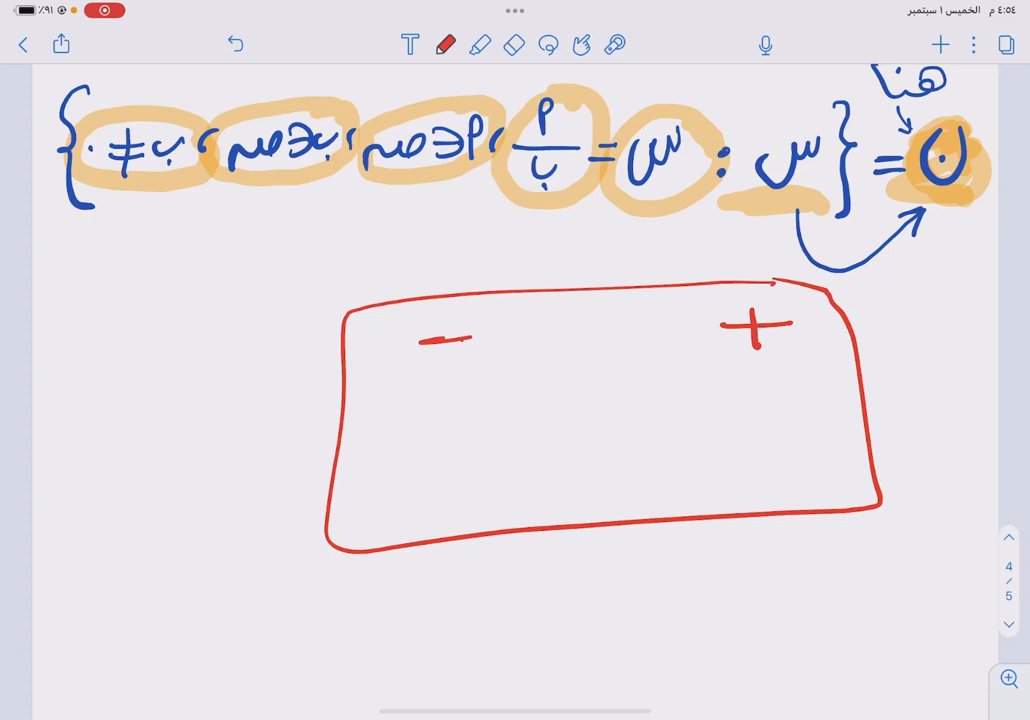 ٤:٥٤ م الخميس ١ سبتمبر
٩١٪
T
هنا
ن = { س : س = أ/ب ، أ ∈ ص ، ب ∈ ص ، ب ≠ ٠ }
+ −
4
/
5